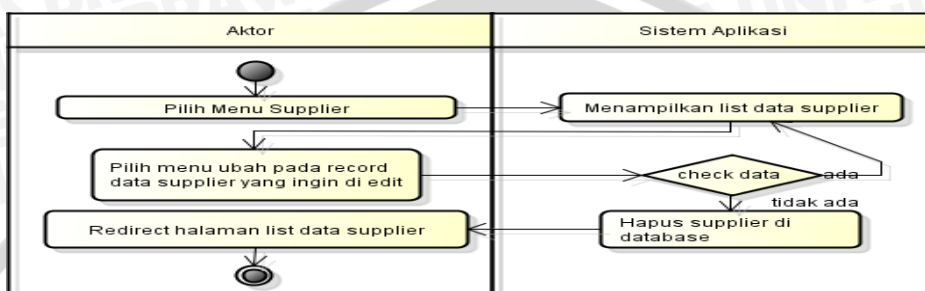 Aktor
Sistem Aplikasi
Pilih Menu Supplier
Menampilkan list data supplier
Pilih menu ubah pada record
data supplier yang ingin di edit
check data
ada
tidak ada
Hapus supplier di
database
Redirect halaman list data supplier